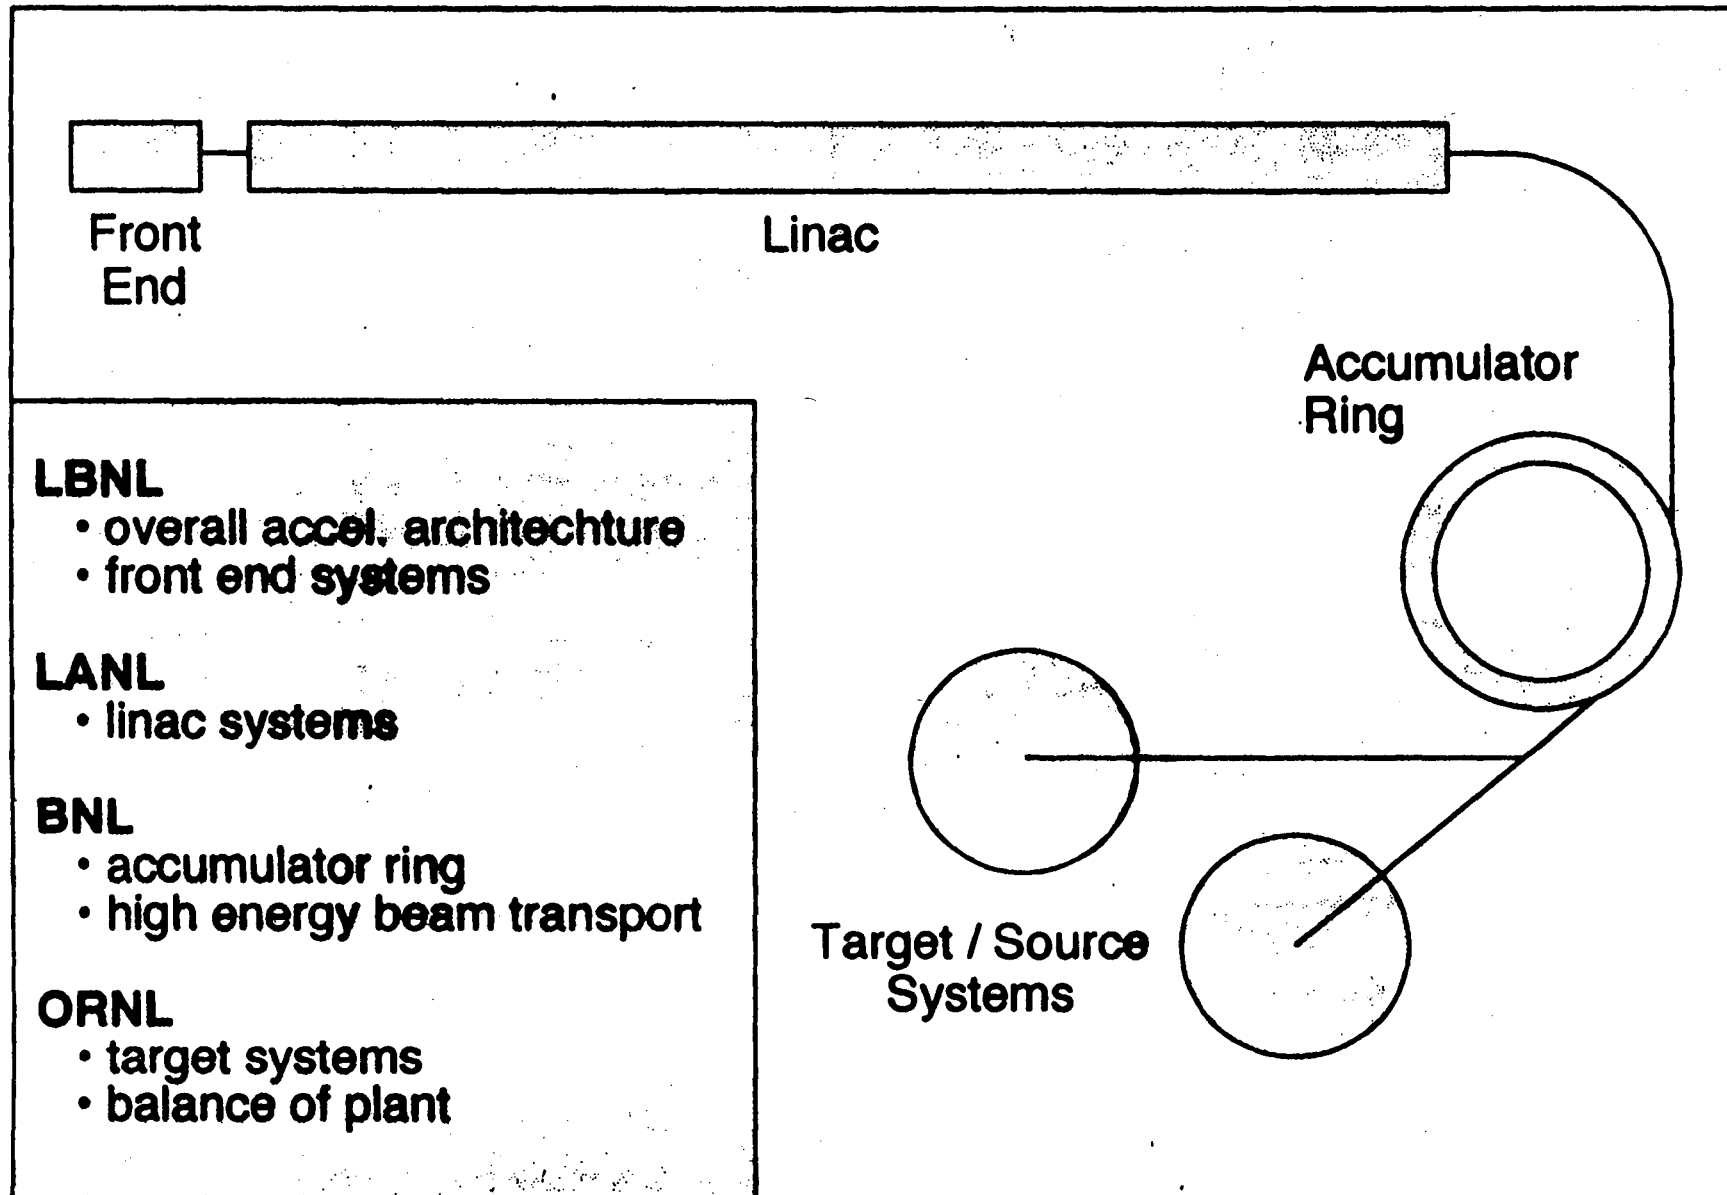 Front
End
Linac
Accumulator
Ring
LBNL
• overall accel. architechture
• front end systems
LANL
• linac systems
BNL
• accumulator ring
• high energy beam transport
ORNL
• target systems
• balance of plant
Target / Source
Systems